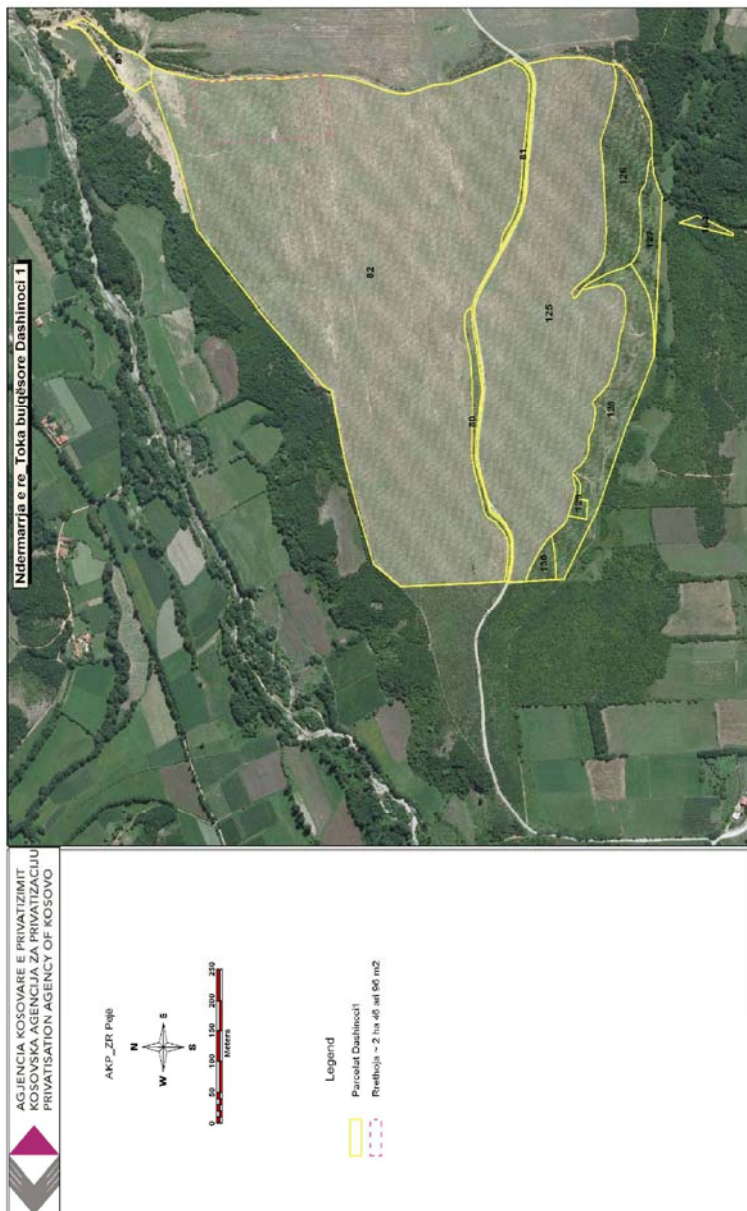 AGJENCIA KOSOVARE E PRIVATIZIMIT
KOSOVSKA AGENCIJA ZA PRIVATIZACIJU
PRIVATISATION AGENCY OF KOSOVO
AKP_ZR Pejë
N
W E
S
0 50 100 150 200 250
Meters
Legend
Parcelat Dashinoci1
Rrethoja ~ 2 ha 46 ari 96 m2
Ndermarrja e re_Toka bujqësore Dashinoci 1
82
81
80
125
126
127